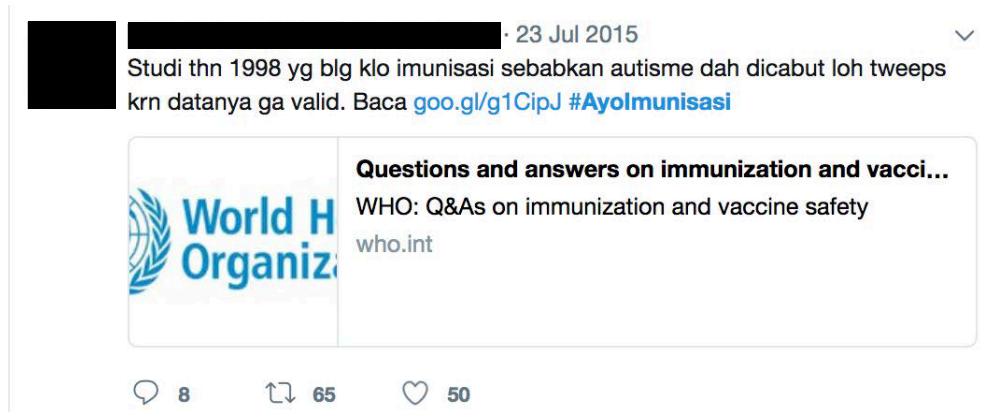 · 23 Jul 2015
Studi thn 1998 yg blg klo imunisasi sebabkan autisme dah dicabut loh tweeps
krn datanya ga valid. Baca goo.gl/g1CipJ #AyoImunisasi
Questions and answers on immunization and vacci...
WHO: Q&As on immunization and vaccine safety
who.int
World H
Organiz
8 65 50